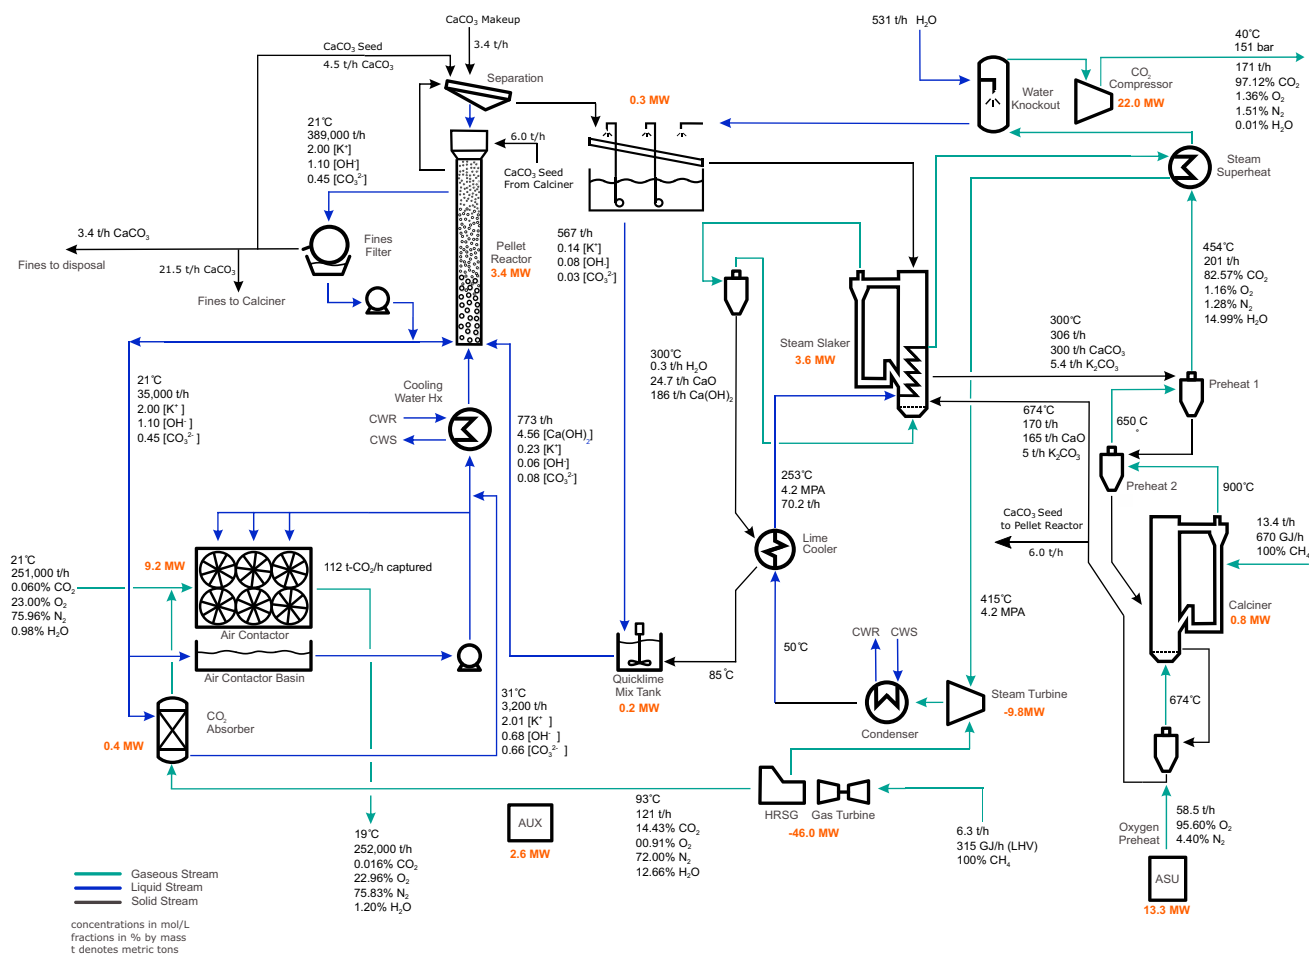 CaCO₃ Makeup
3.4 t/h
CaCO₃ Seed
4.5 t/h CaCO₃
Separation
0.3 MW
531 t/h H₂O
Water
Knockout
CO₂
Compressor
22.0 MW
40°C
151 bar
171 t/h
97.12% CO₂
1.36% O₂
1.51% N₂
0.01% H₂O
21°C
389,000 t/h
2.00 [K⁺]
1.10 [OH⁻]
0.45 [CO₃²⁻]
6.0 t/h
CaCO₃ Seed
From Calciner
Steam
Superheat
3.4 t/h CaCO₃
Fines to disposal
21.5 t/h CaCO₃
Fines to Calciner
Fines
Filter
Pellet
Reactor
3.4 MW
567 t/h
0.14 [K⁺]
0.08 [OH.]
0.03 [CO₃²⁻]
454°C
201 t/h
82.57% CO₂
1.16% O₂
1.28% N₂
14.99% H₂O
Steam Slaker
3.6 MW
300°C
306 t/h
300 t/h CaCO₃
5.4 t/h K₂CO₃
300°C
0.3 t/h H₂O
24.7 t/h CaO
186 t/h Ca(OH)₂
Preheat 1
21°C
35,000 t/h
2.00 [K⁺ ]
1.10 [OH⁻ ]
0.45 [CO₃²⁻ ]
Cooling
Water Hx
CWR
CWS
773 t/h
4.56 [Ca(OH)₂]
0.23 [K⁺]
0.06 [OH⁻]
0.08 [CO₃²⁻]
674°C
170 t/h
165 t/h CaO
5 t/h K₂CO₃
650 C
°
Preheat 2
900°C
253°C
4.2 MPA
70.2 t/h
CaCO₃ Seed
to Pellet Reactor
6.0 t/h
13.4 t/h
670 GJ/h
100% CH₄
Lime
Cooler
21°C
251,000 t/h
0.060% CO₂
23.00% O₂
75.96% N₂
0.98% H₂O
9.2 MW
112 t-CO₂/h captured
Air Contactor
Air Contactor Basin
415°C
4.2 MPA
Calciner
0.8 MW
CWR
CWS
50°C
85°C
Quicklime
Mix Tank
0.2 MW
Steam Turbine
-9.8MW
Condenser
674°C
CO₂
Absorber
0.4 MW
31°C
3,200 t/h
2.01 [K⁺ ]
0.68 [OH⁻ ]
0.66 [CO₃²⁻ ]
HRSG
Gas Turbine
-46.0 MW
93°C
121 t/h
14.43% CO₂
00.91% O₂
72.00% N₂
12.66% H₂O
AUX
2.6 MW
6.3 t/h
315 GJ/h (LHV)
100% CH₄
Oxygen
Preheat
58.5 t/h
95.60% O₂
4.40% N₂
ASU
13.3 MW
19°C
252,000 t/h
0.016% CO₂
22.96% O₂
75.83% N₂
1.20% H₂O
Gaseous Stream
Liquid Stream
Solid Stream
concentrations in mol/L
fractions in % by mass
t denotes metric tons